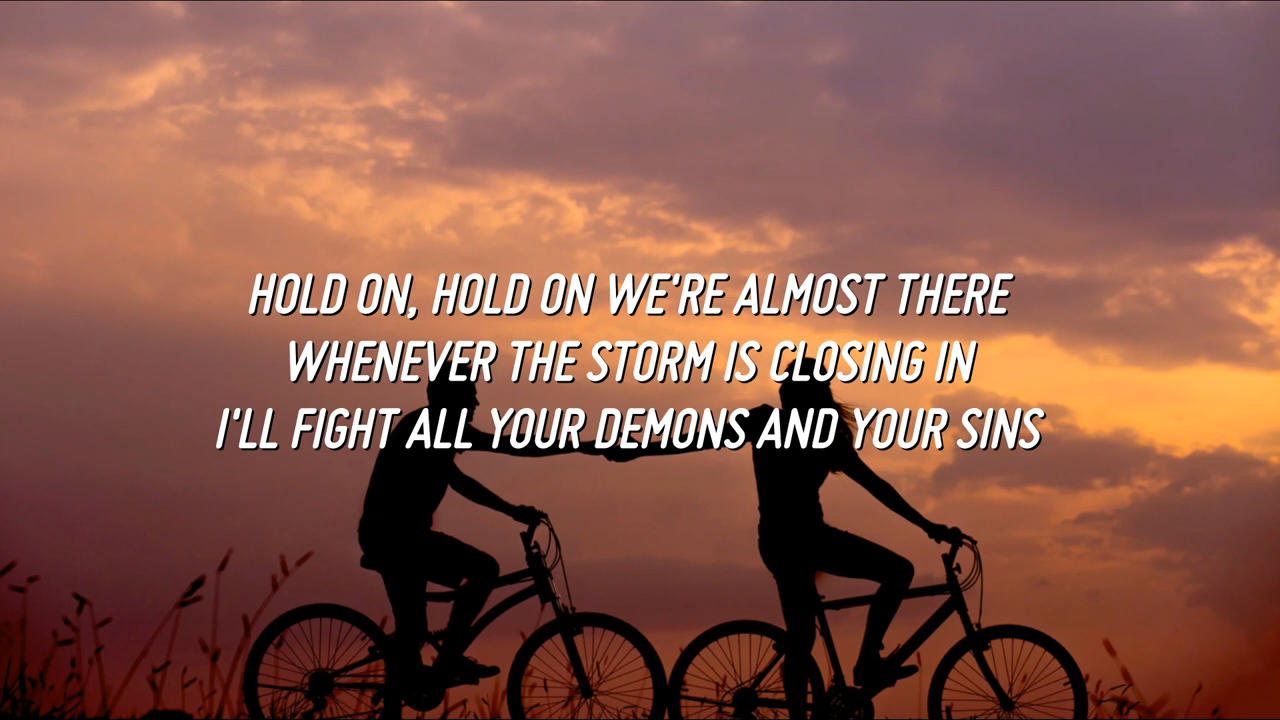 HOLD ON, HOLD ON WE'RE ALMOST THERE
WHENEVER THE STORM IS CLOSING IN
I'LL FIGHT ALL YOUR DEMONS AND YOUR SINS